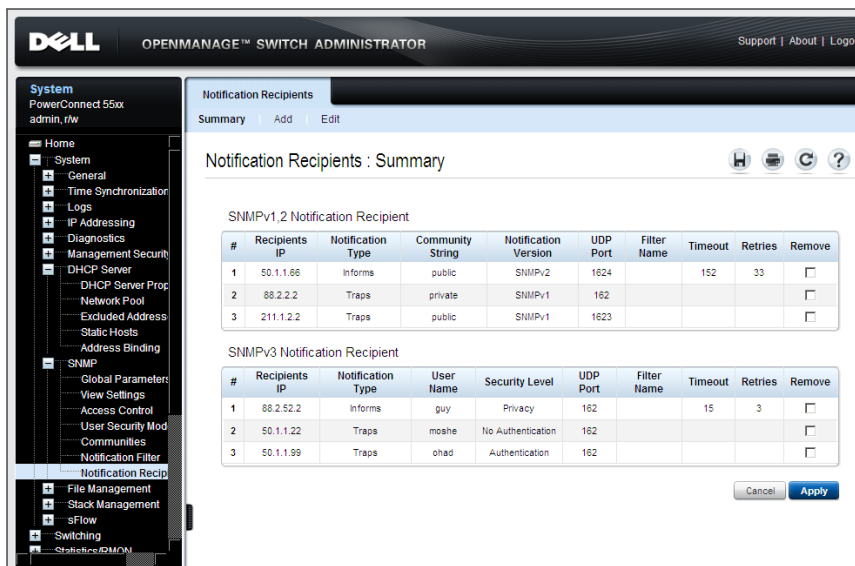 DELL
OPENMANAGE™ SWITCH ADMINISTRATOR
Support | About | Logo
System
PowerConnect 55xx
admin, r/w
Home
System
General
Time Synchronization
Logs
IP Addressing
Diagnostics
Management Security
DHCP Server
DHCP Server Prop
Network Pool
Excluded Address
Static Hosts
Address Binding
SNMP
Global Parameters
View Settings
Access Control
User Security Mod
Communities
Notification Filter
Notification Recip
File Management
Stack Management
sFlow
Switching
Statistics/RMON
Notification Recipients
Summary Add Edit
Notification Recipients : Summary
SNMPv1,2 Notification Recipient
# Recipients IP Notification Type Community String Notification Version UDP Port Filter Name Timeout Retries Remove
1 50.1.1.66 Informs public SNMPv2 1624 152 33
2 88.2.2.2 Traps private SNMPv1 162
3 211.1.2.2 Traps public SNMPv1 1623
SNMPv3 Notification Recipient
# Recipients IP Notification Type User Name Security Level UDP Port Filter Name Timeout Retries Remove
1 88.2.52.2 Informs guy Privacy 162 15 3
2 50.1.1.22 Traps moshe No Authentication 162
3 50.1.1.99 Traps ohad Authentication 162
Cancel Apply